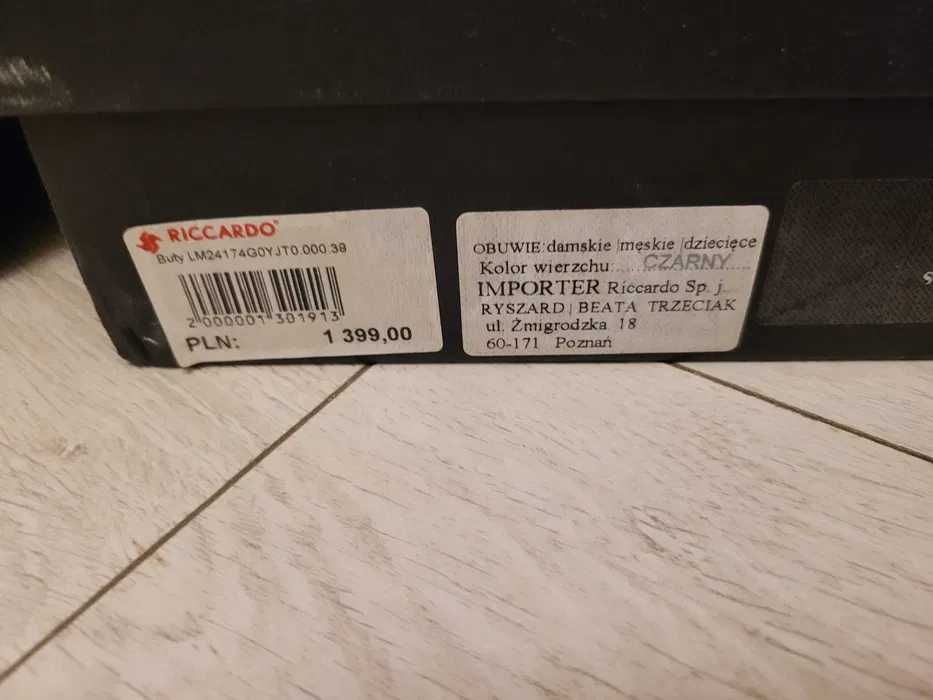 RICCARDO
Buty LM24174G0YJT0.000.39
2 000001 301913
PLN: 1 399,00
OBUWIE: damskie |męskie |dziecięce
Kolor wierzchu:......CZARNY....
IMPORTER Riccardo Sp. j.
RYSZARD | BEATA TRZECIAK
ul. Żmigrodzka 18
60-171 Poznań